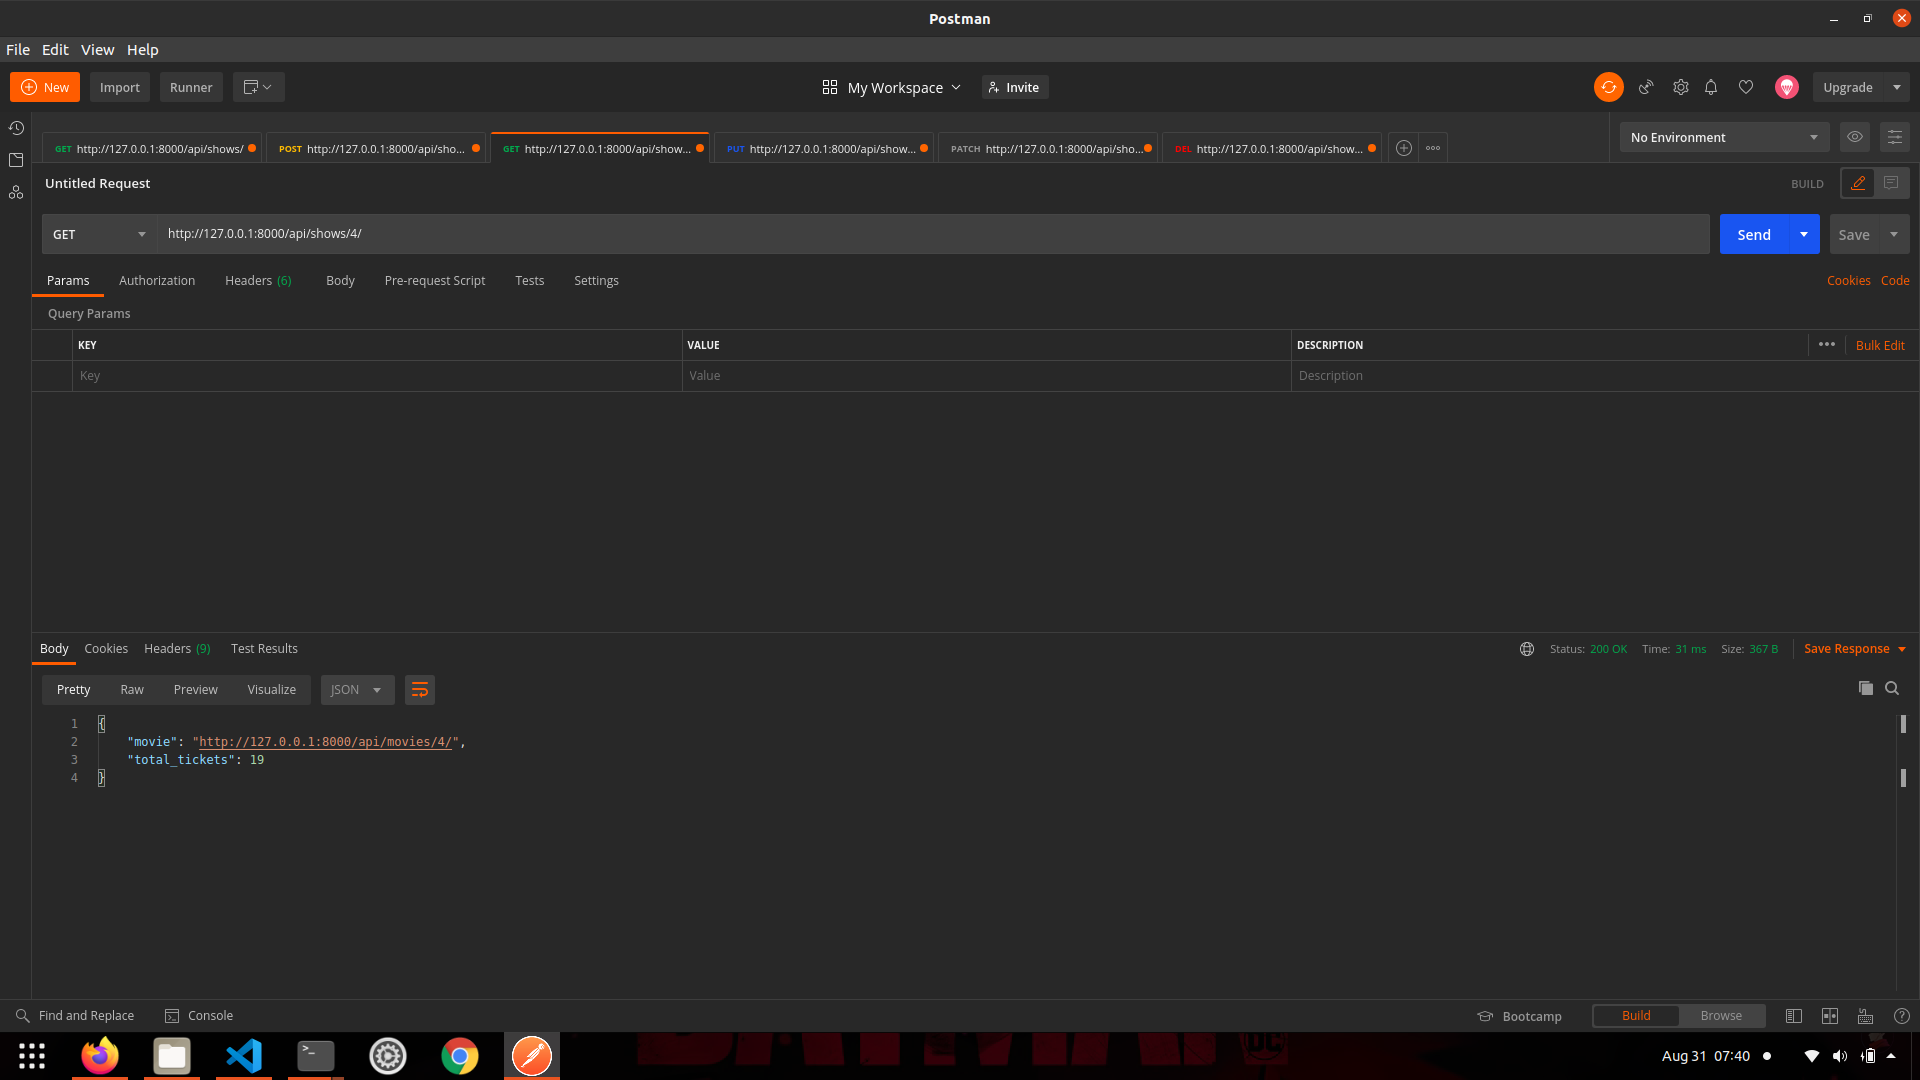 Postman
File Edit View Help
New Import Runner My Workspace Invite Upgrade
GET http://127.0.0.1:8000/api/shows/ POST http://127.0.0.1:8000/api/sho... GET http://127.0.0.1:8000/api/show... PUT http://127.0.0.1:8000/api/show... PATCH http://127.0.0.1:8000/api/sho... DEL http://127.0.0.1:8000/api/show... No Environment
Untitled Request BUILD
GET http://127.0.0.1:8000/api/shows/4/ Send Save
Params Authorization Headers (6) Body Pre-request Script Tests Settings Cookies Code
Query Params
KEY VALUE DESCRIPTION Bulk Edit
Key Value Description
Body Cookies Headers (9) Test Results Status: 200 OK Time: 31 ms Size: 367 B Save Response
Pretty Raw Preview Visualize JSON
1 {
2 "movie": "http://127.0.0.1:8000/api/movies/4/",
3 "total_tickets": 19
4 }
Find and Replace Console Bootcamp Build Browse
BATMAN DC
Aug 31 07:40